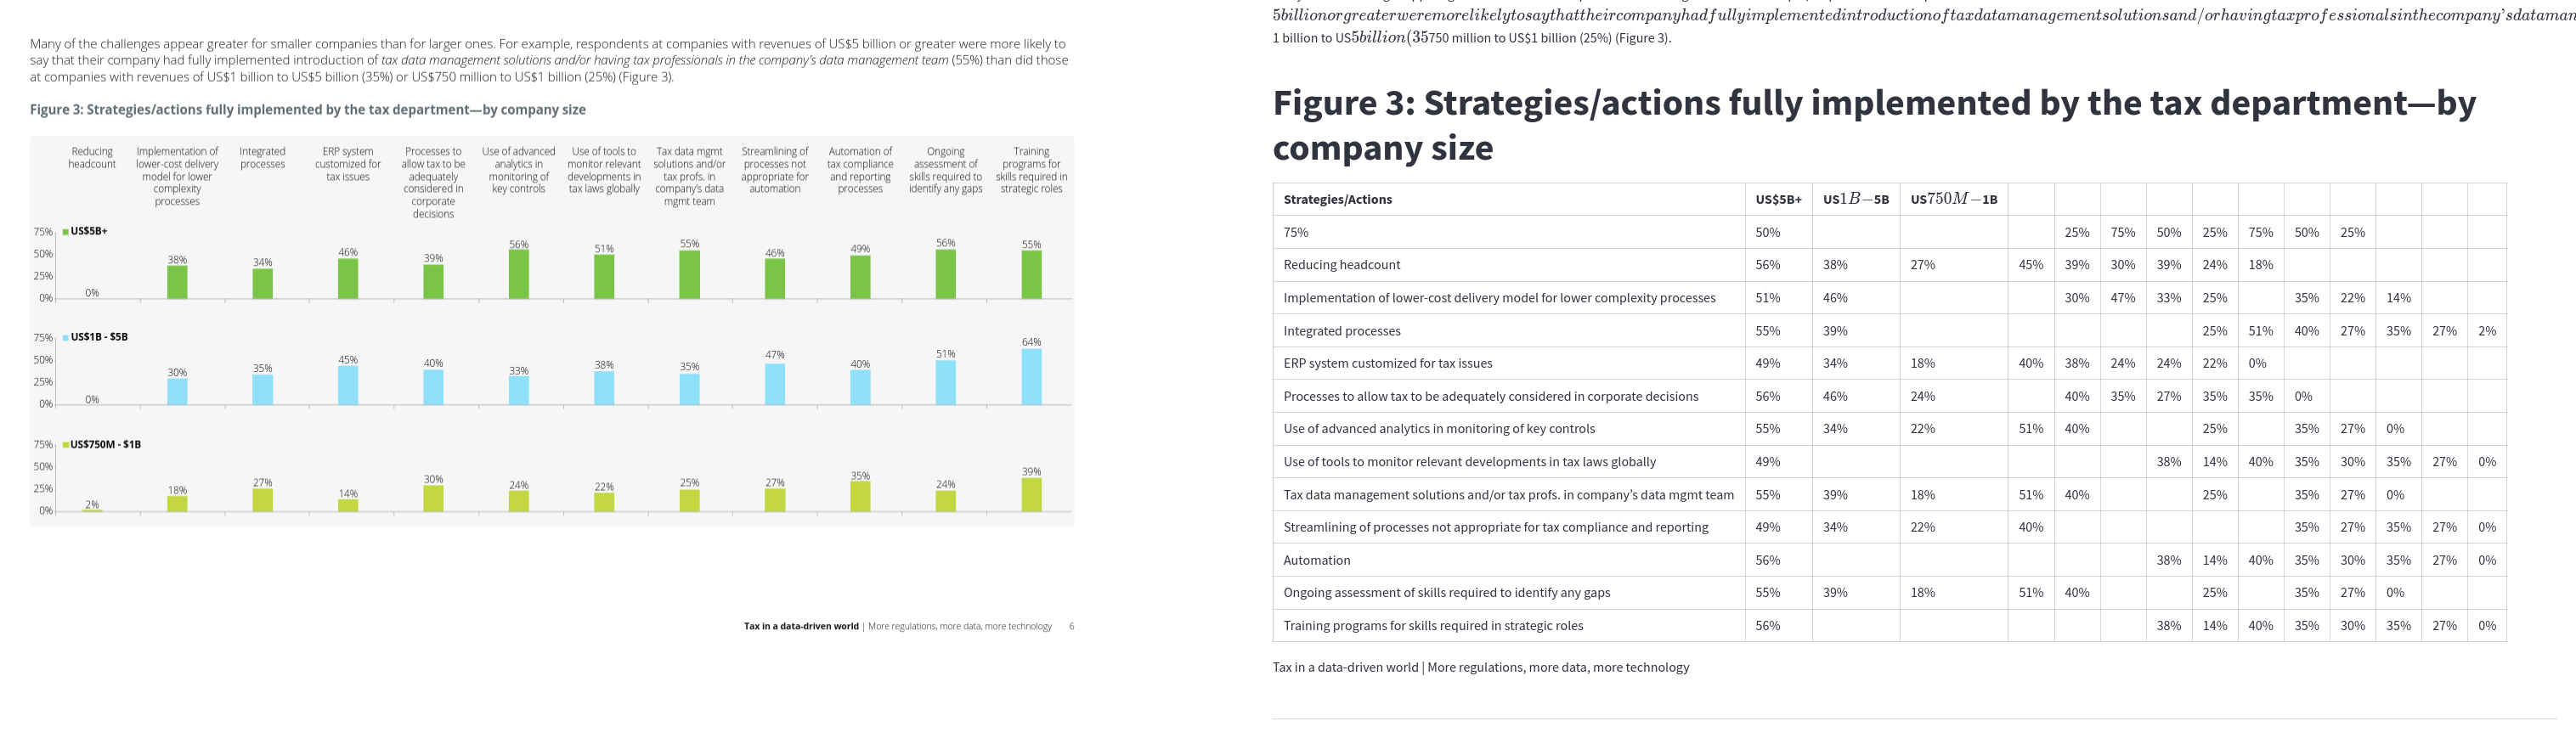 Many of the challenges appear greater for smaller companies than for larger ones. For example, respondents at companies with revenues of US$5 billion or greater were more likely to
say that their company had fully implemented introduction of tax data management solutions and/or having tax professionals in the company's data management team (55%) than did those
at companies with revenues of US$1 billion to US$5 billion (35%) or US$750 million to US$1 billion (25%) (Figure 3).
Figure 3: Strategies/actions fully implemented by the tax department—by company size
Reducing headcount
Implementation of lower-cost delivery model for lower complexity processes
Integrated processes
ERP system customized for tax issues
Processes to allow tax to be adequately considered in corporate decisions
Use of advanced analytics in monitoring of key controls
Use of tools to monitor relevant developments in tax laws globally
Tax data mgmt solutions and/or tax profs. in company's data mgmt team
Streamlining of processes not appropriate for automation
Automation of tax compliance and reporting processes
Ongoing assessment of skills required to identify any gaps
Training programs for skills required in strategic roles
US$5B+
75%
50%
25%
0%
0% 38% 34% 46% 39% 56% 51% 55% 46% 49% 56% 55%
US$1B - $5B
75%
50%
25%
0%
0% 30% 35% 45% 40% 33% 38% 35% 47% 40% 51% 64%
US$750M - $1B
75%
50%
25%
0%
2% 18% 27% 14% 30% 24% 22% 25% 27% 35% 24% 39%
Tax in a data-driven world | More regulations, more data, more technology 6
5billionorgreaterweremorelikelytosaythattheircompanyhadfullyimplementedintroductionoftaxdatamanagementsolutionsand/orhavingtaxprofessionalsinthecompany'sdataman
1 billion to US5billion(35750 million to US$1 billion (25%) (Figure 3).
Figure 3: Strategies/actions fully implemented by the tax department—by
company size
Strategies/Actions US$5B+ US1B−5B US750M−1B
75% 50% 25% 75% 50% 25% 75% 50% 25%
Reducing headcount 56% 38% 27% 45% 39% 30% 39% 24% 18%
Implementation of lower-cost delivery model for lower complexity processes 51% 46% 30% 47% 33% 25% 35% 22% 14%
Integrated processes 55% 39% 25% 51% 40% 27% 35% 27% 2%
ERP system customized for tax issues 49% 34% 18% 40% 38% 24% 24% 22% 0%
Processes to allow tax to be adequately considered in corporate decisions 56% 46% 24% 40% 35% 27% 35% 35% 0%
Use of advanced analytics in monitoring of key controls 55% 34% 22% 51% 40% 25% 35% 27% 0%
Use of tools to monitor relevant developments in tax laws globally 49% 38% 14% 40% 35% 30% 35% 27% 0%
Tax data management solutions and/or tax profs. in company's data mgmt team 55% 39% 18% 51% 40% 25% 35% 27% 0%
Streamlining of processes not appropriate for tax compliance and reporting 49% 34% 22% 40% 35% 27% 35% 27% 0%
Automation 56% 38% 14% 40% 35% 30% 35% 27% 0%
Ongoing assessment of skills required to identify any gaps 55% 39% 18% 51% 40% 25% 35% 27% 0%
Training programs for skills required in strategic roles 56% 38% 14% 40% 35% 30% 35% 27% 0%
Tax in a data-driven world | More regulations, more data, more technology